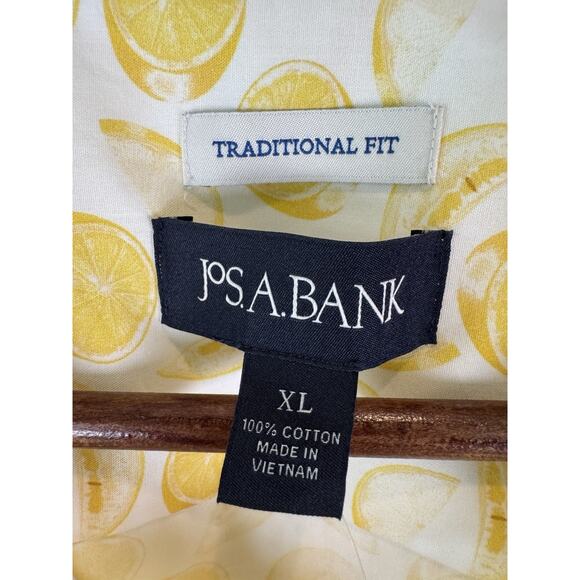 TRADITIONAL FIT
JOS.A.BANK
XL
100% COTTON
MADE IN
VIETNAM